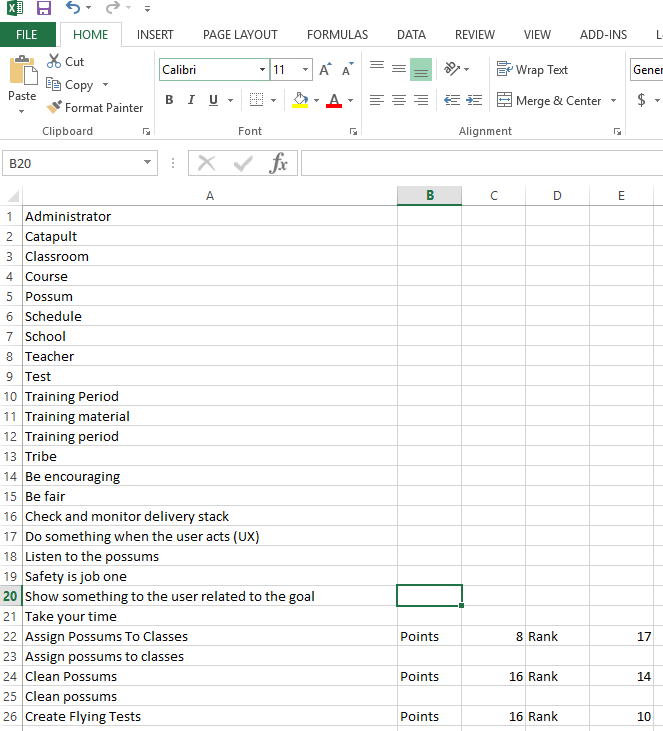 FILE HOME INSERT PAGE LAYOUT FORMULAS DATA REVIEW VIEW ADD-INS L
Paste
Cut
Copy
Format Painter
Clipboard
Calibri 11 A A
B I U A
Font
Wrap Text
Merge & Center
Alignment
Gener
$
B20 fx
A B C D E
1 Administrator
2 Catapult
3 Classroom
4 Course
5 Possum
6 Schedule
7 School
8 Teacher
9 Test
10 Training Period
11 Training material
12 Training period
13 Tribe
14 Be encouraging
15 Be fair
16 Check and monitor delivery stack
17 Do something when the user acts (UX)
18 Listen to the possums
19 Safety is job one
20 Show something to the user related to the goal
21 Take your time
22 Assign Possums To Classes Points 8 Rank 17
23 Assign possums to classes
24 Clean Possums Points 16 Rank 14
25 Clean possums
26 Create Flying Tests Points 16 Rank 10